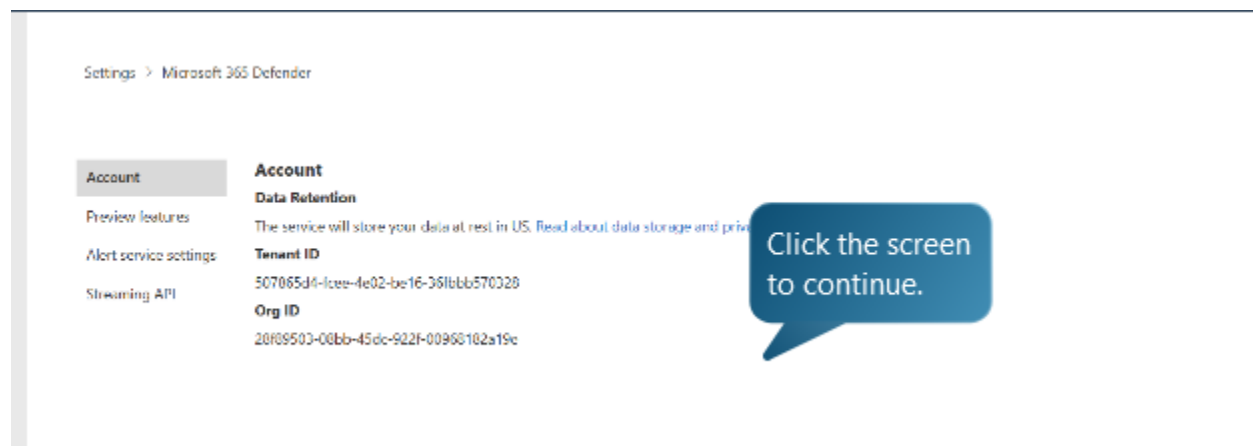 Settings > Microsoft 365 Defender
Account
Preview features
Alert service settings
Streaming API
Account
Data Retention
The service will store your data at rest in US. Read about data storage and
Tenant ID
Org ID
Click the screen
to continue.